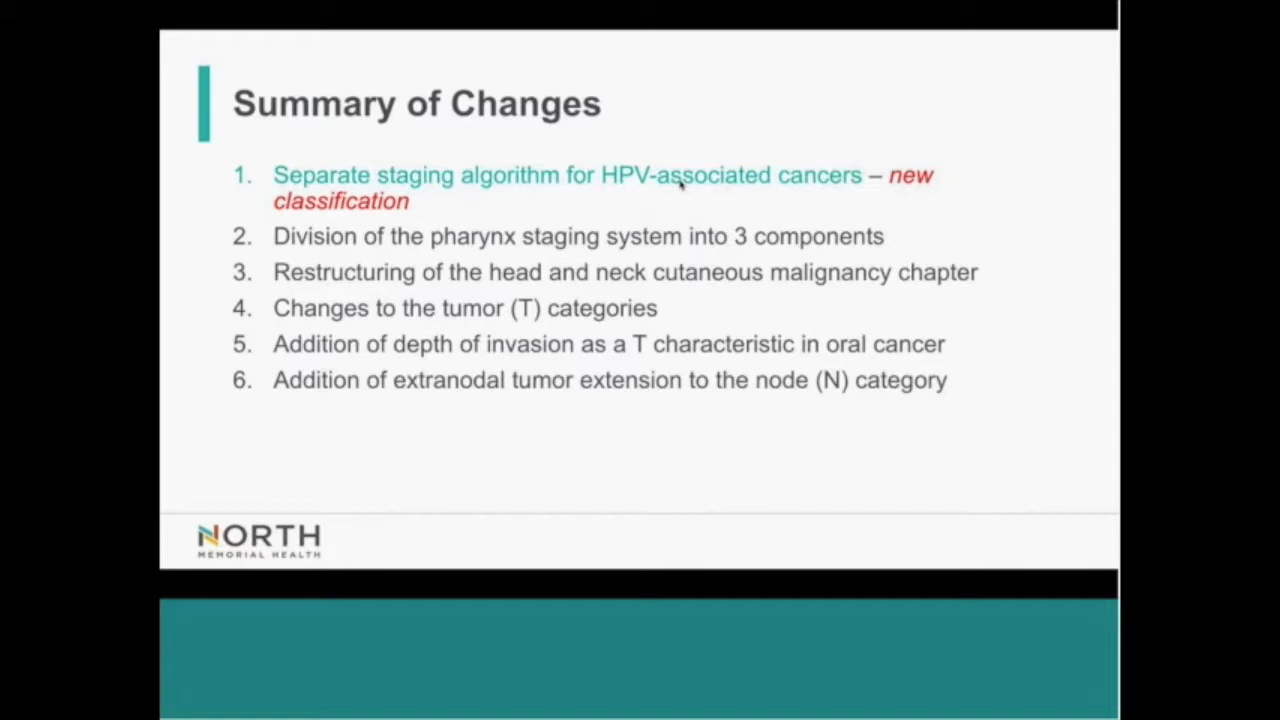 Summary of Changes
1. Separate staging algorithm for HPV-associated cancers – new
classification
2. Division of the pharynx staging system into 3 components
3. Restructuring of the head and neck cutaneous malignancy chapter
4. Changes to the tumor (T) categories
5. Addition of depth of invasion as a T characteristic in oral cancer
6. Addition of extranodal tumor extension to the node (N) category
NORTH
MEMORIAL HEALTH